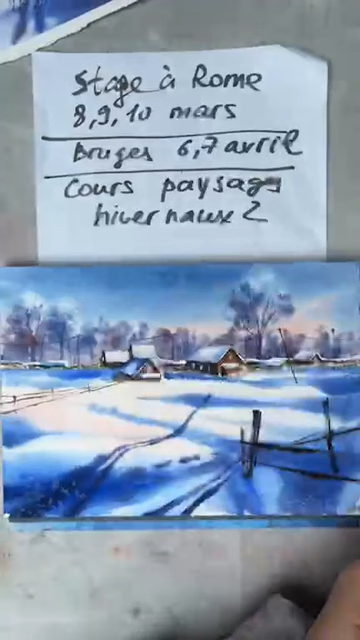 Stage à Rome
8,9,10 mars
Bruges 6,7 avril
Cours paysages
hivernaux 2